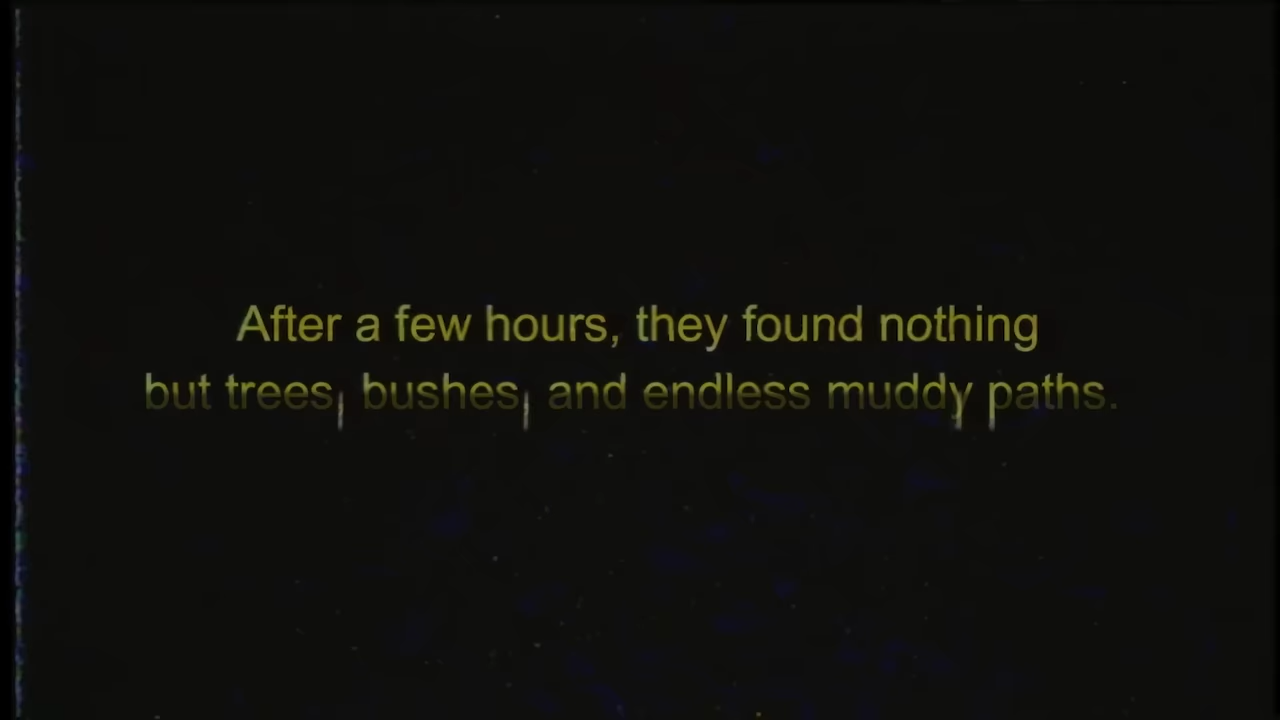 After a few hours, they found nothing
but trees, bushes, and endless muddy paths.